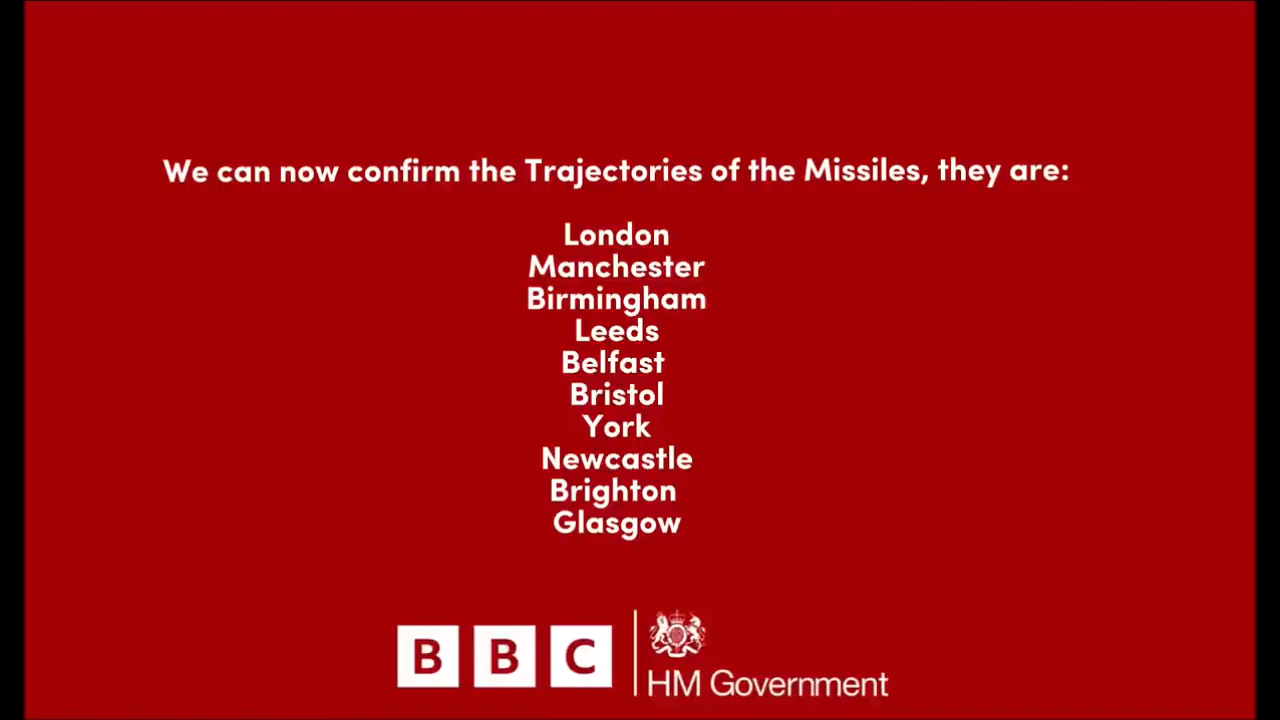 We can now confirm the Trajectories of the Missiles, they are:
London
Manchester
Birmingham
Leeds
Belfast
Bristol
York
Newcastle
Brighton
Glasgow
BBC
HM Government